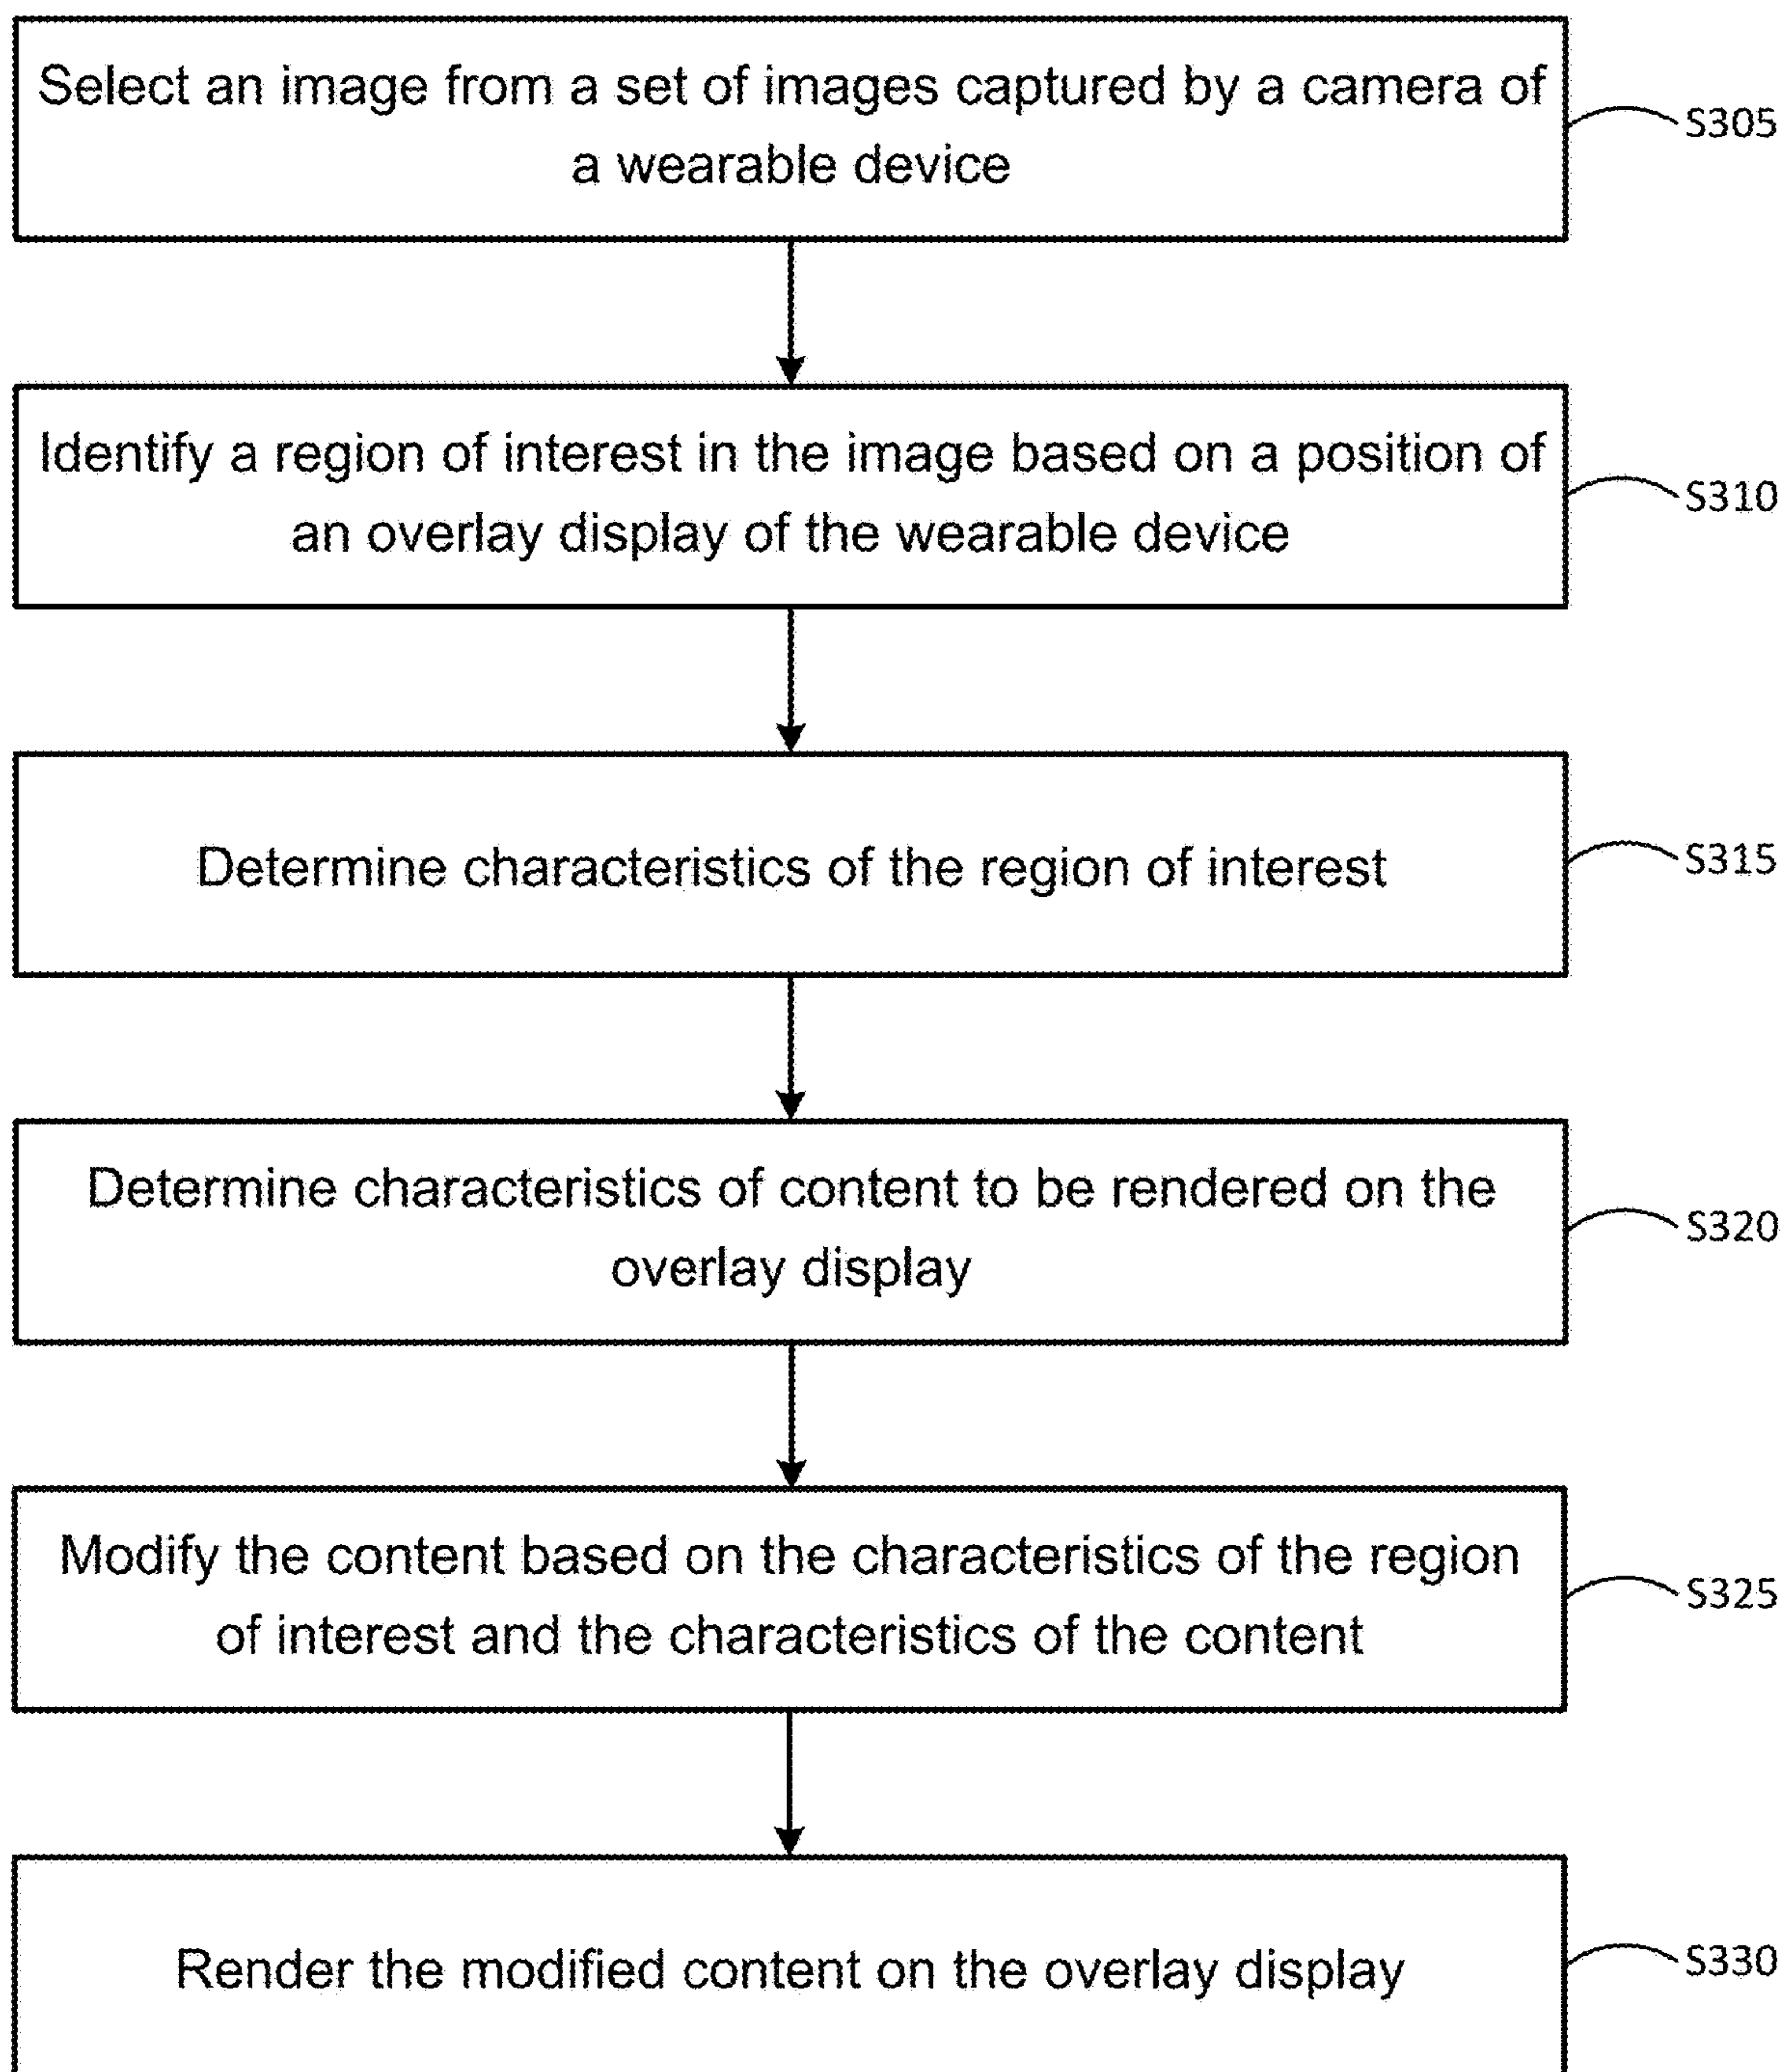 Select an image from a set of images captured by a camera of
a wearable device
S305
Identify a region of interest in the image based on a position of
an overlay display of the wearable device
S310
Determine characteristics of the region of interest
S315
Determine characteristics of content to be rendered on the
overlay display
S320
Modify the content based on the characteristics of the region
of interest and the characteristics of the content
S325
Render the modified content on the overlay display
S330